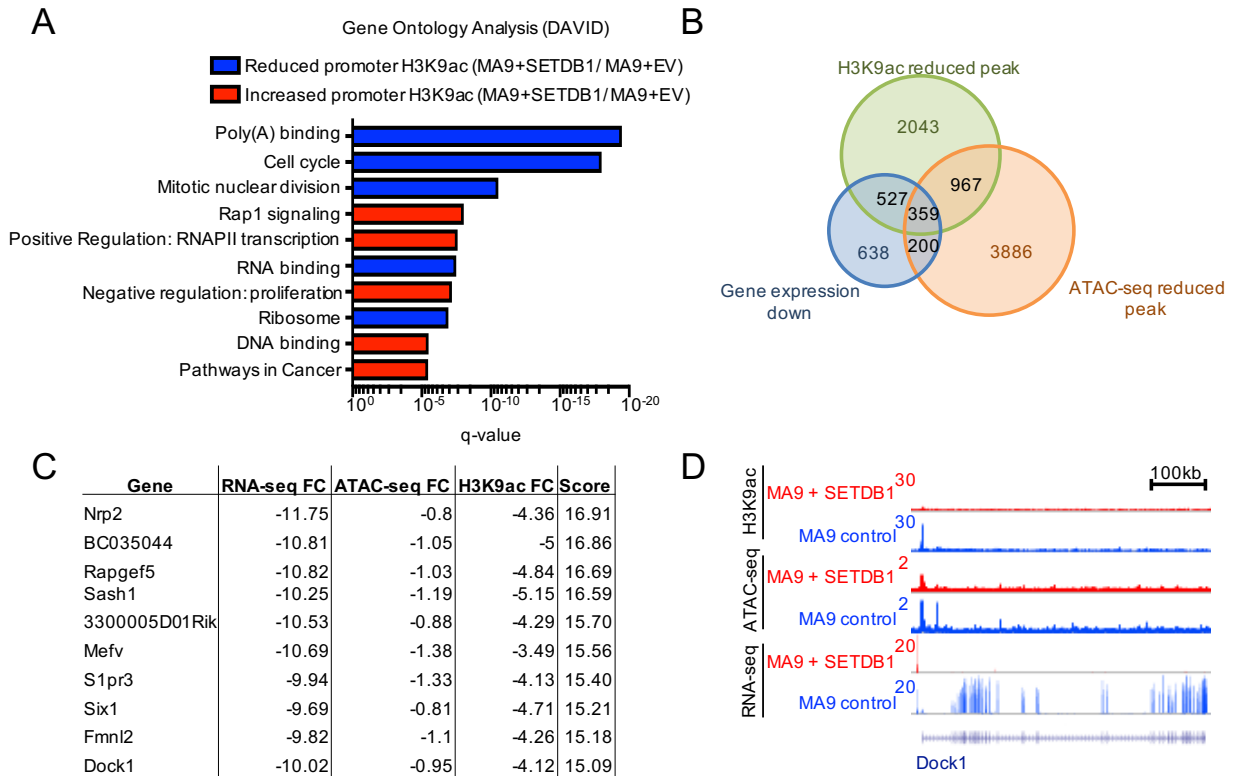 A
Gene Ontology Analysis (DAVID)
Reduced promoter H3K9ac (MA9+SETDB1/ MA9+EV)
Increased promoter H3K9ac (MA9+SETDB1/ MA9+EV)
Poly(A) binding
Cell cycle
Mitotic nuclear division
Rap1 signaling
Positive Regulation: RNAPII transcription
RNA binding
Negative regulation: proliferation
Ribosome
DNA binding
Pathways in Cancer
10^0 10^-5 10^-10 10^-15 10^-20
q-value
B
H3K9ac reduced peak
2043
527
967
359
638
200
3886
Gene expression
down
ATAC-seq reduced
peak
C
Gene RNA-seq FC ATAC-seq FC H3K9ac FC Score
Nrp2 -11.75 -0.8 -4.36 16.91
BC035044 -10.81 -1.05 -5 16.86
Rapgef5 -10.82 -1.03 -4.84 16.69
Sash1 -10.25 -1.19 -5.15 16.59
3300005D01Rik -10.53 -0.88 -4.29 15.70
Mefv -10.69 -1.38 -3.49 15.56
S1pr3 -9.94 -1.33 -4.13 15.40
Six1 -9.69 -0.81 -4.71 15.21
Fmnl2 -9.82 -1.1 -4.26 15.18
Dock1 -10.02 -0.95 -4.12 15.09
D
100kb
H3K9ac
MA9 + SETDB1 30
MA9 control 30
ATAC-seq
MA9 + SETDB1 2
MA9 control 2
RNA-seq
MA9 + SETDB1 20
MA9 control 20
Dock1